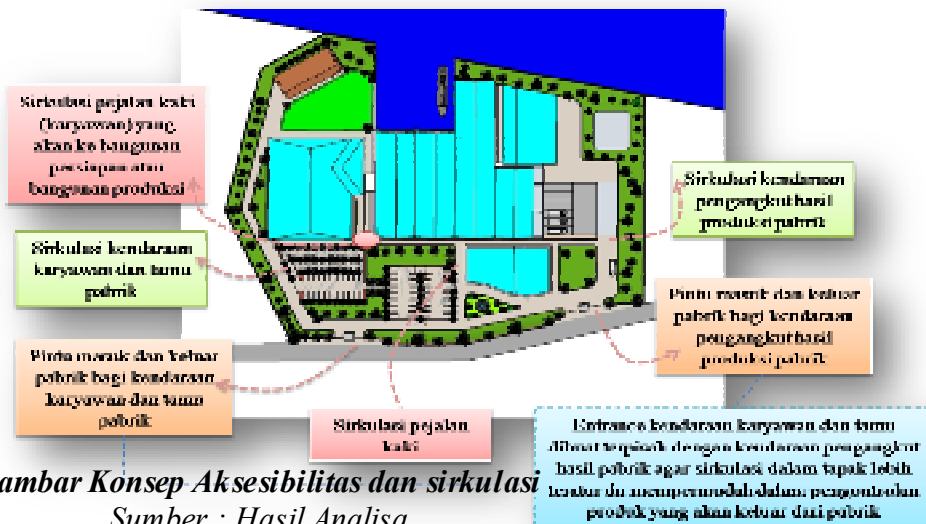 Sirkulasi pejalan kaki
(karyawan) yang
akan ke bangunan
persiapan atau
bangunan produksi
Sirkulasi kendaraan
karyawan dan tamu
pabrik
Pintu masuk dan keluar
pabrik bagi kendaraan
karyawan dan tamu
pabrik
Sirkulasi pejalan
kaki
Sirkulasi kendaraan
pengangkut hasil
produksi pabrik
Pintu masuk dan keluar
pabrik bagi kendaraan
pengangkut hasil
produksi pabrik
Entrance kendaraan karyawan dan tamu
dibuat terpisah dengan kendaraan pengangkut
hasil pabrik agar sirkulasi dalam tapak lebih
teratur dn mempermudah dalam pengontrolan
produk yang akan keluar dari pabrik
ambar Konsep Aksesibilitas dan sirkulasi
Sumber : Hasil Analisa